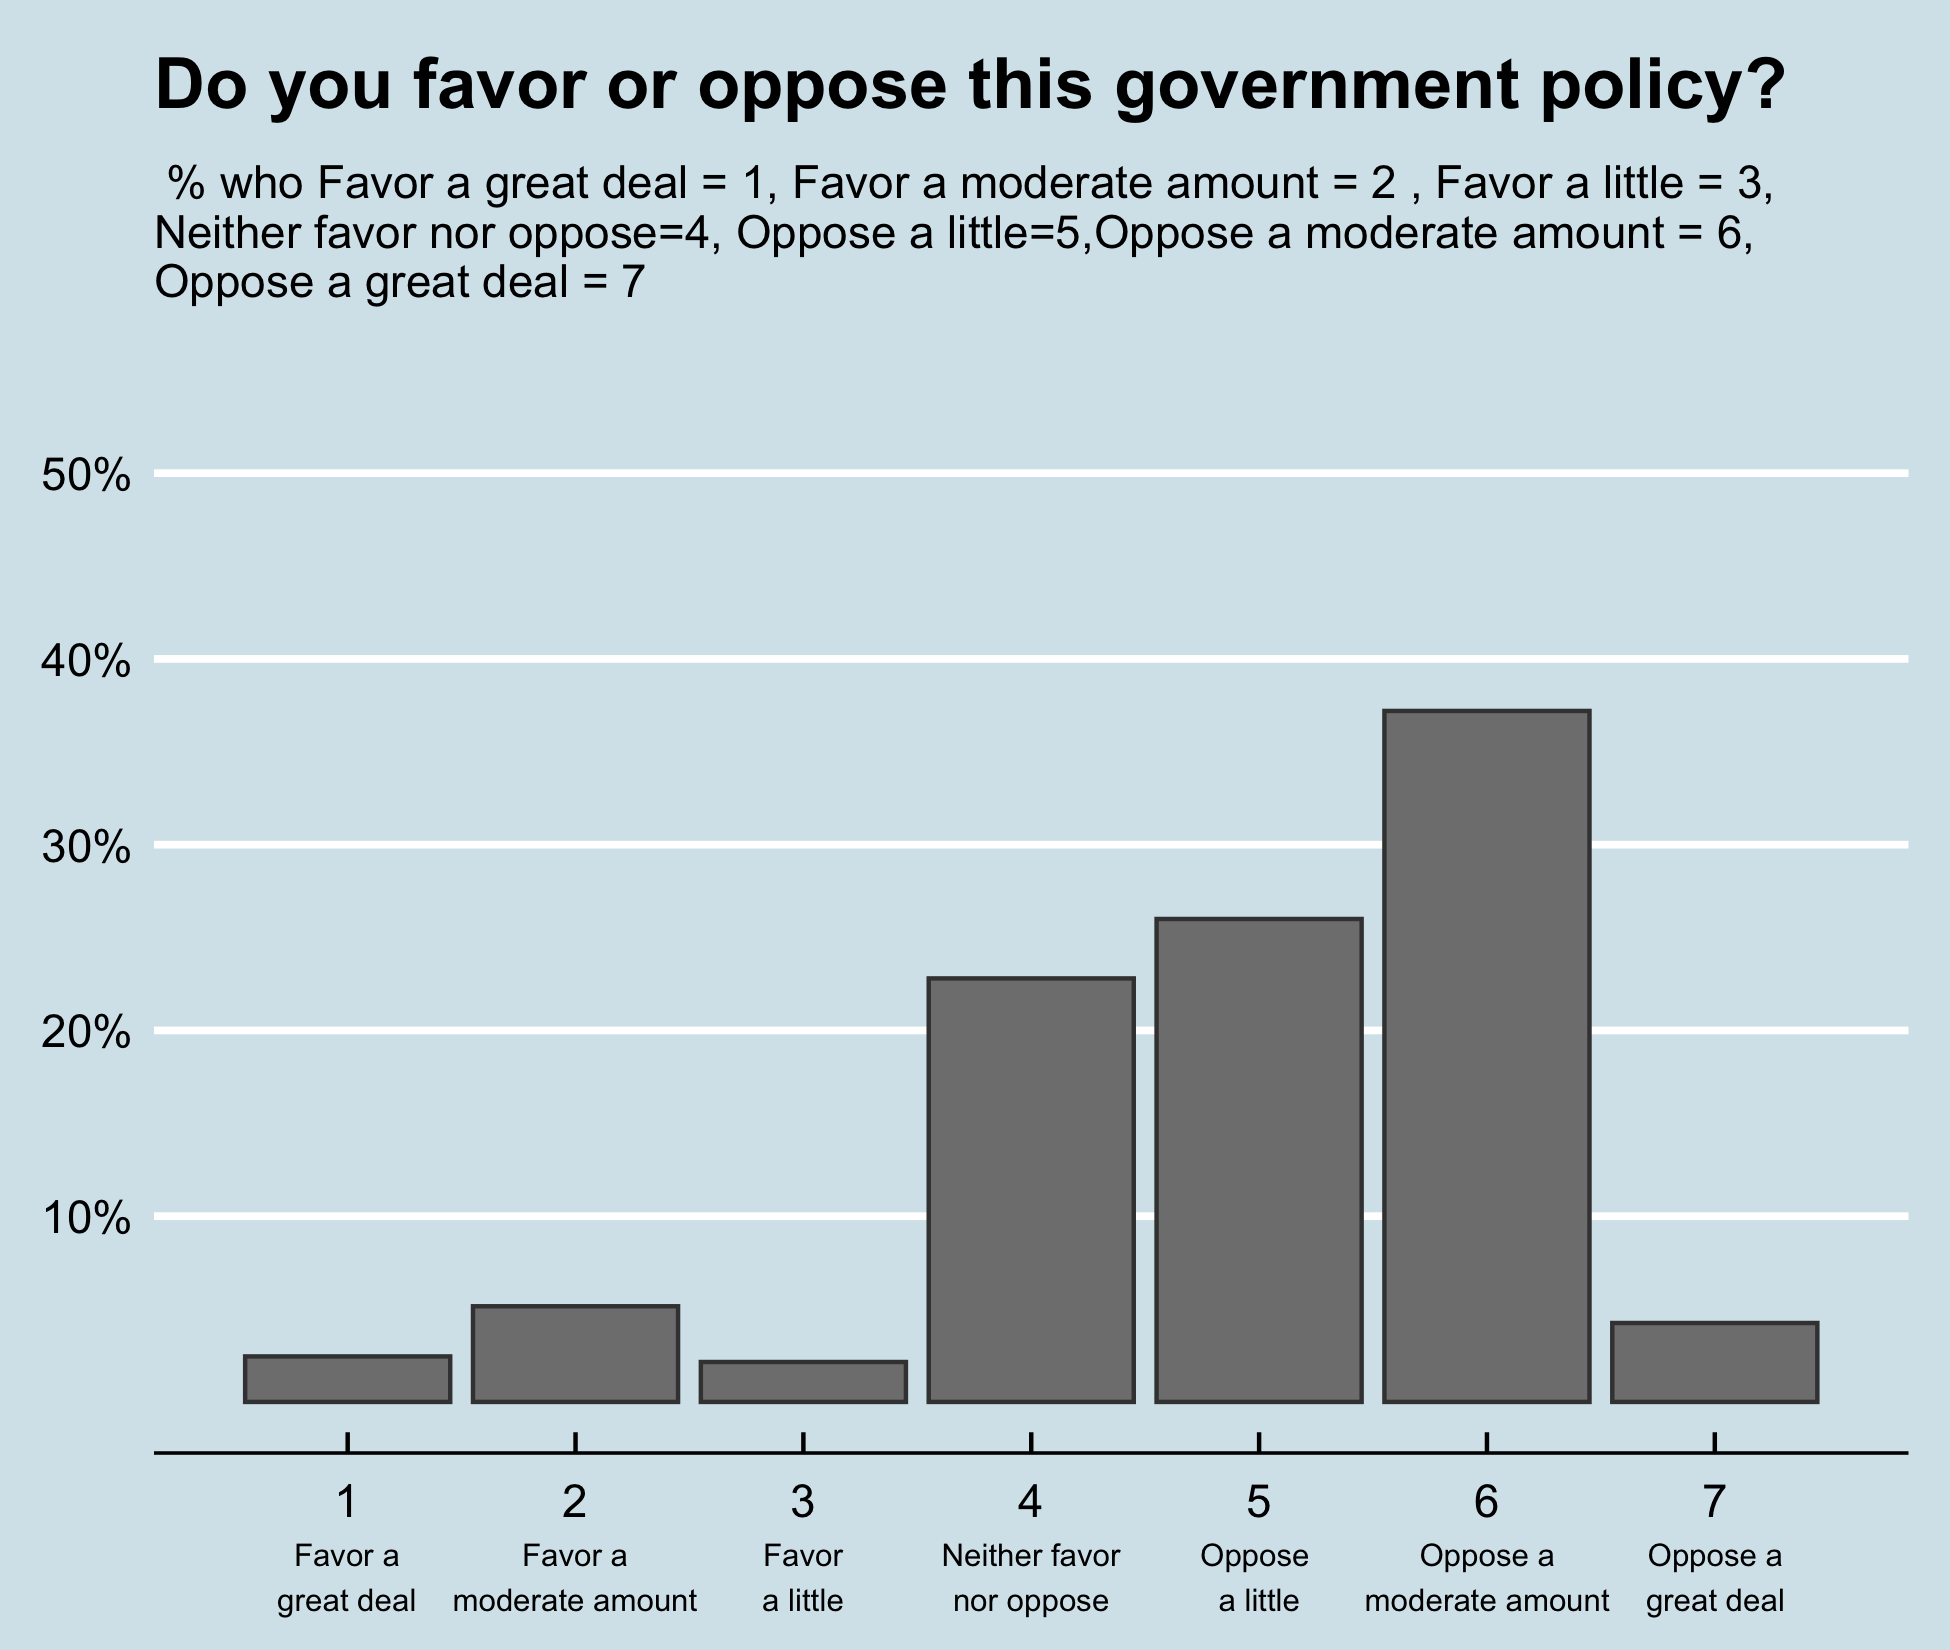 Do you favor or oppose this government policy?
% who Favor a great deal = 1, Favor a moderate amount = 2 , Favor a little = 3,
Neither favor nor oppose=4, Oppose a little=5,Oppose a moderate amount = 6,
Oppose a great deal = 7
50%
40%
30%
20%
10%
1 2 3 4 5 6 7
Favor a Favor a Favor Neither favor Oppose Oppose a Oppose a
great deal moderate amount a little nor oppose a little moderate amount great deal